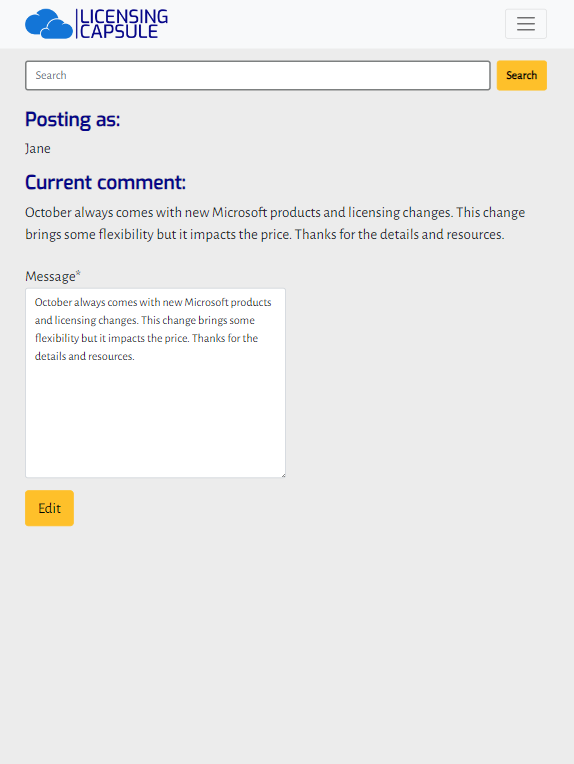 LICENSING
CAPSULE
Search
Search
Posting as:
Jane
Current comment:
October always comes with new Microsoft products and licensing changes. This change
brings some flexibility but it impacts the price. Thanks for the details and resources.
Message*
October always comes with new Microsoft products
and licensing changes. This change brings some
flexibility but it impacts the price. Thanks for the
details and resources.
Edit